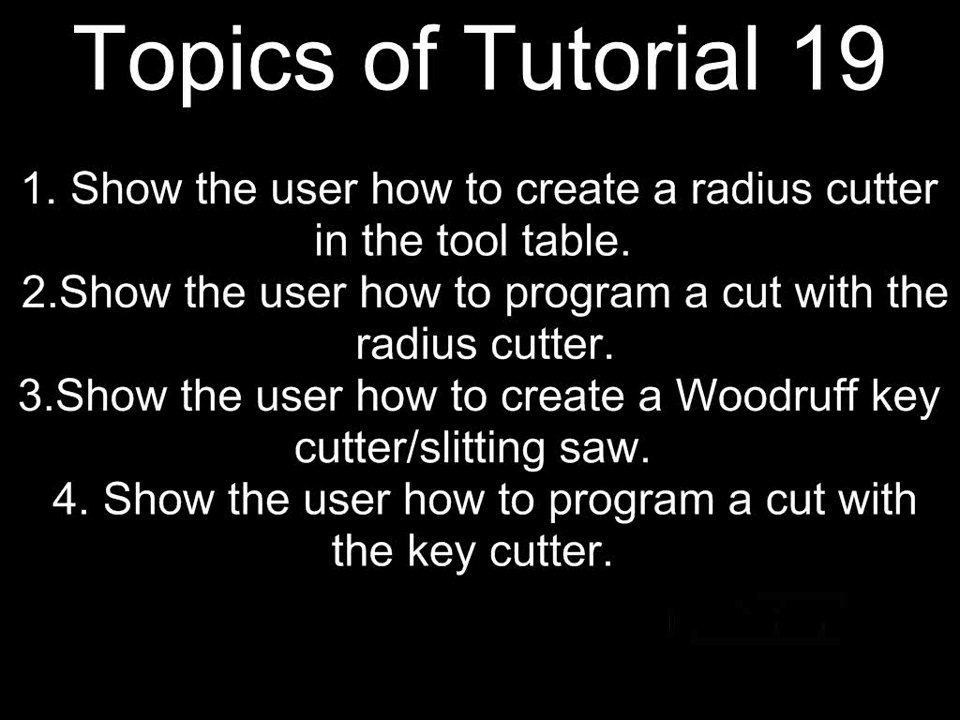 Topics of Tutorial 19
1. Show the user how to create a radius cutter
in the tool table.
2.Show the user how to program a cut with the
radius cutter.
3.Show the user how to create a Woodruff key
cutter/slitting saw.
4. Show the user how to program a cut with
the key cutter.